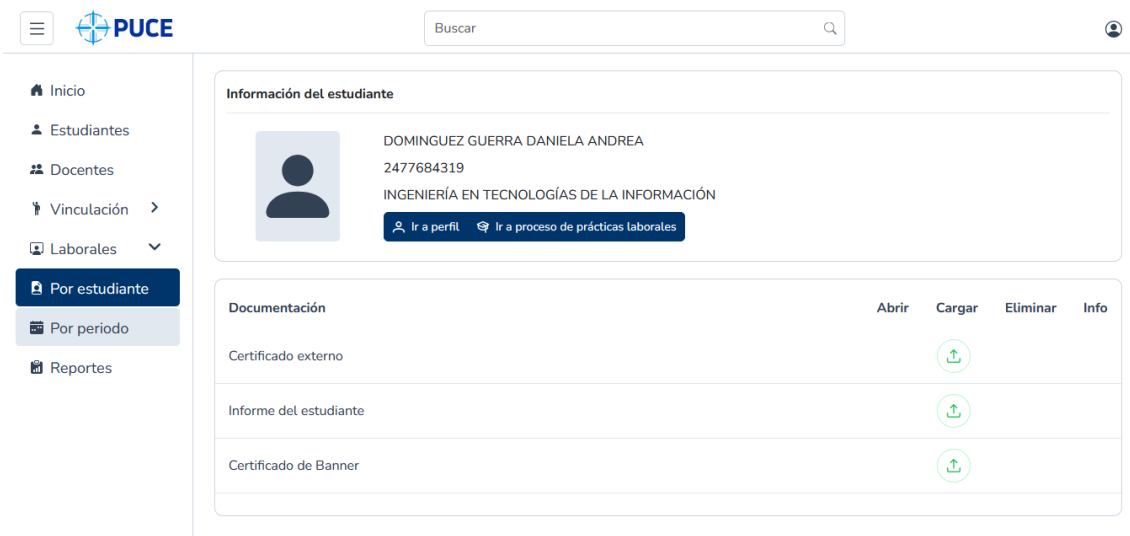 PUCE
Buscar
Inicio
Estudiantes
Docentes
Vinculación
Laborales
Por estudiante
Por periodo
Reportes
Información del estudiante
DOMINGUEZ GUERRA DANIELA ANDREA
2477684319
INGENIERÍA EN TECNOLOGÍAS DE LA INFORMACIÓN
Ir a perfil Ir a proceso de prácticas laborales
Documentación Abrir Cargar Eliminar Info
Certificado externo
Informe del estudiante
Certificado de Banner